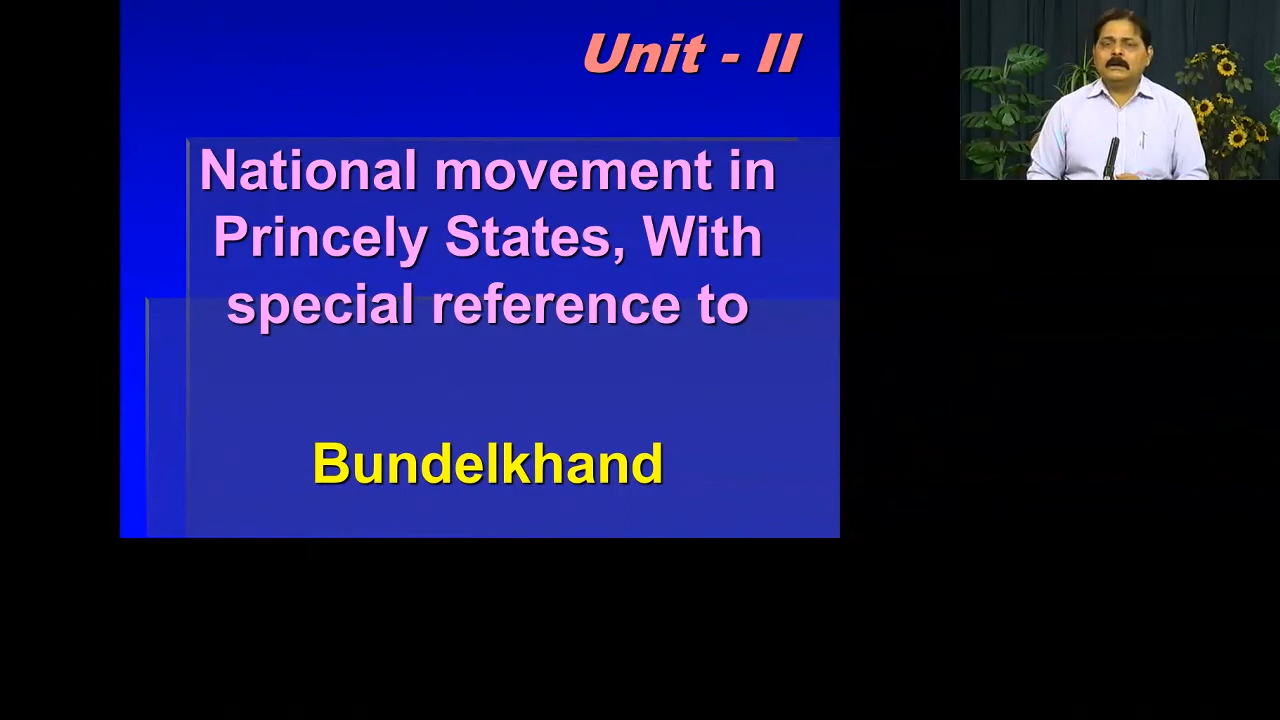 Unit - II
National movement in
Princely States, With
special reference to
Bundelkhand